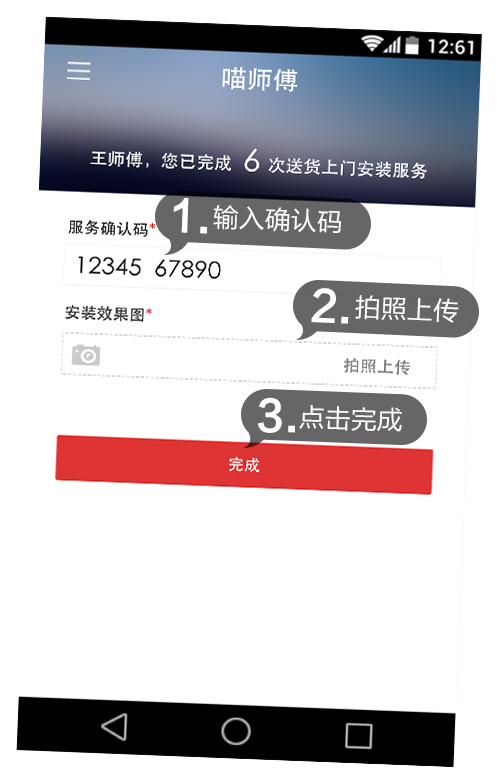 12:61
喵师傅
王师傅，您已完成 6 次送货上门安装服务
服务确认码*
1.输入确认码
12345 67890
2.拍照上传
安装效果图*
拍照上传
3.点击完成
完成